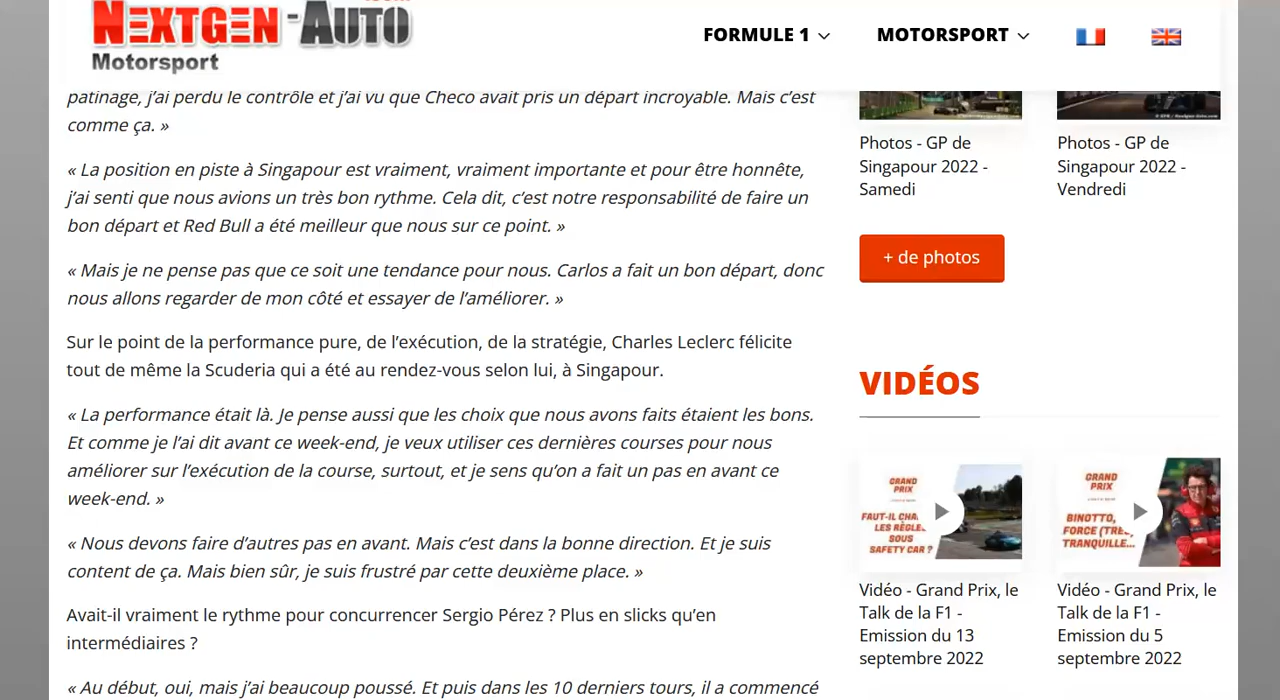 NEXTGEN-AUTO
Motorsport
FORMULE 1
MOTORSPORT
patinage, j’ai perdu le contrôle et j’ai vu que Checo avait pris un départ incroyable. Mais c’est
comme ça. »
« La position en piste à Singapour est vraiment, vraiment importante et pour être honnête,
j’ai senti que nous avions un très bon rythme. Cela dit, c’est notre responsabilité de faire un
bon départ et Red Bull a été meilleur que nous sur ce point. »
« Mais je ne pense pas que ce soit une tendance pour nous. Carlos a fait un bon départ, donc
nous allons regarder de mon côté et essayer de l’améliorer. »
Sur le point de la performance pure, de l’exécution, de la stratégie, Charles Leclerc félicite
tout de même la Scuderia qui a été au rendez-vous selon lui, à Singapour.
« La performance était là. Je pense aussi que les choix que nous avons faits étaient les bons.
Et comme je l’ai dit avant ce week-end, je veux utiliser ces dernières courses pour nous
améliorer sur l’exécution de la course, surtout, et je sens qu’on a fait un pas en avant ce
week-end. »
« Nous devons faire d’autres pas en avant. Mais c’est dans la bonne direction. Et je suis
content de ça. Mais bien sûr, je suis frustré par cette deuxième place. »
Avait-il vraiment le rythme pour concurrencer Sergio Pérez ? Plus en slicks qu’en
intermédiaires ?
« Au début, oui, mais j’ai beaucoup poussé. Et puis dans les 10 derniers tours, il a commencé
Photos - GP de
Singapour 2022 -
Samedi
Photos - GP de
Singapour 2022 -
Vendredi
+ de photos
VIDÉOS
GRAND
PRIX
FAUT-IL
LES
SOUS
SAFETY CAR ?
GRAND
PRIX
BINOTTO,
FORCE
TRANQUILLE...
Vidéo - Grand Prix, le
Talk de la F1 -
Emission du 13
septembre 2022
Vidéo - Grand Prix, le
Talk de la F1 -
Emission du 5
septembre 2022